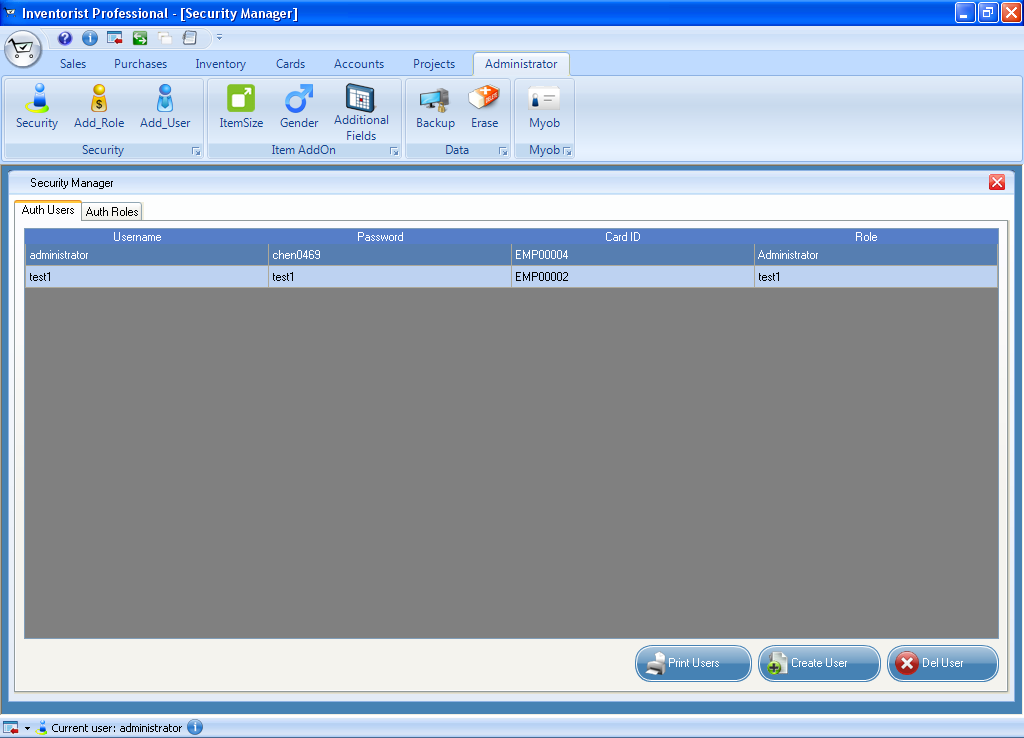 Inventorist Professional - [Security Manager]
Sales Purchases Inventory Cards Accounts Projects Administrator
Security Add_Role Add_User ItemSize Gender Additional Fields Backup Erase Myob
Security Item AddOn Data Myob
Security Manager
Auth Users Auth Roles
Username Password Card ID Role
administrator chen0469 EMP00004 Administrator
test1 test1 EMP00002 test1
Print Users Create User Del User
Current user: administrator